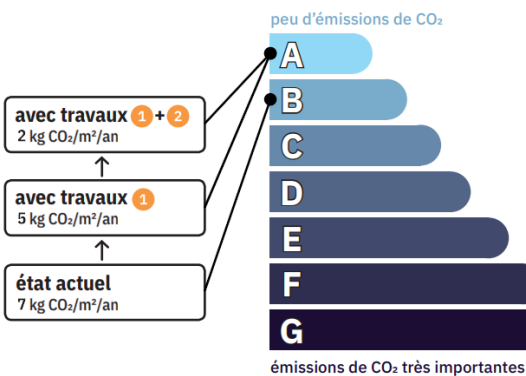 peu d'émissions de CO₂
A
B
C
D
E
F
G
émissions de CO₂ très importantes
avec travaux 1 + 2
2 kg CO₂/m²/an
avec travaux 1
5 kg CO₂/m²/an
état actuel
7 kg CO₂/m²/an